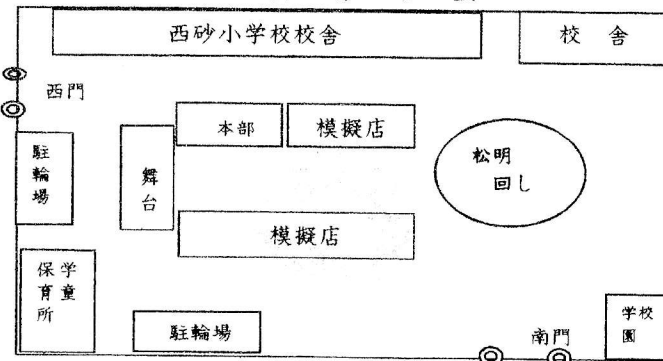 西砂小学校校舎
校舎
西門
本部
模擬店
駐輪場
舞台
松明
回し
模擬店
学童
保育所
駐輪場
南門
学校
園